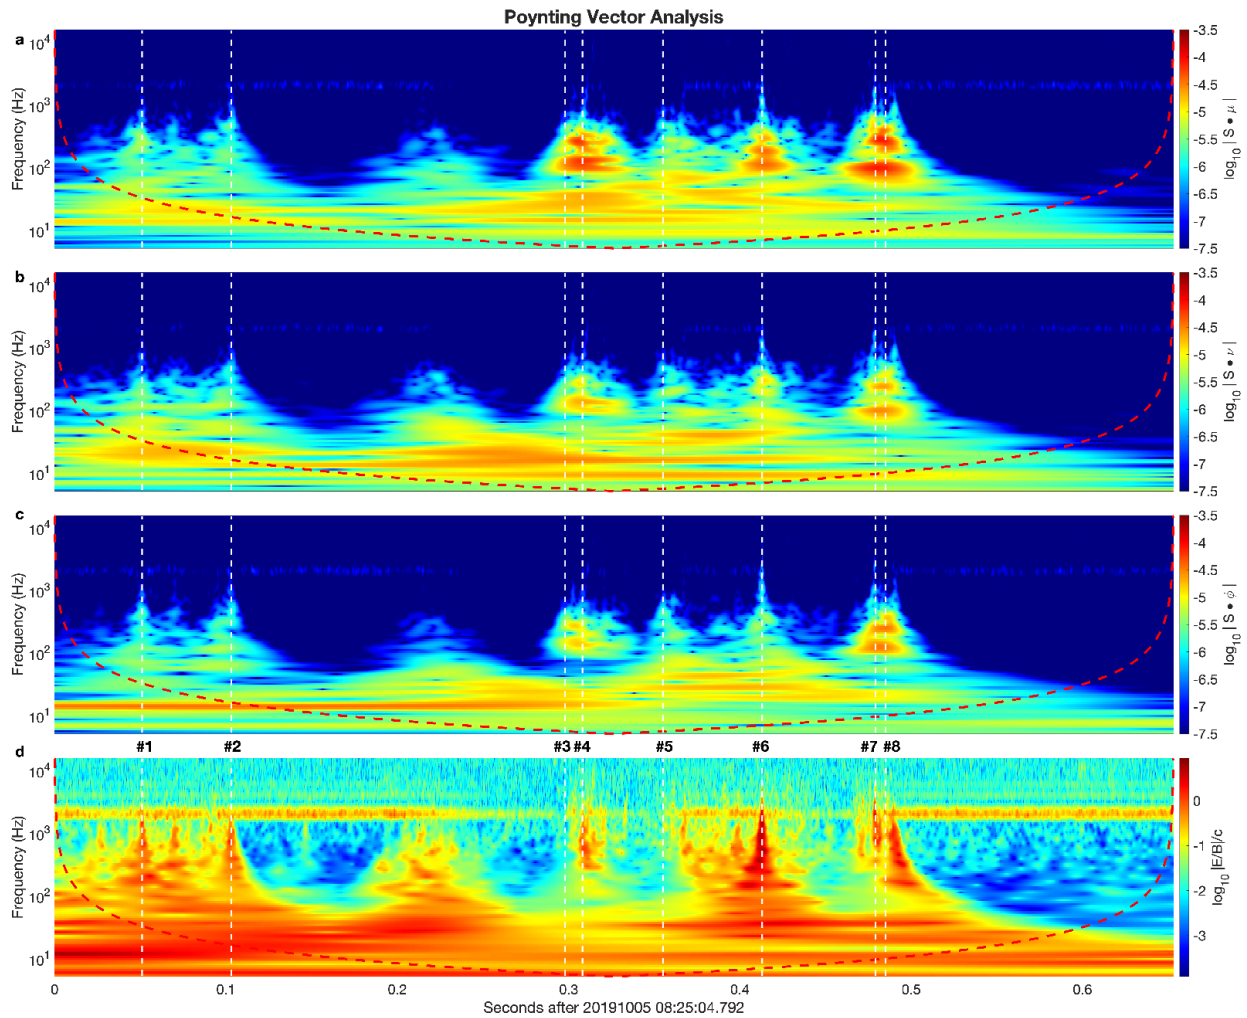 Poynting Vector Analysis
a
10⁴
10³
10²
10¹
Frequency (Hz)
-3.5
-4
-4.5
-5
-5.5
-6
-6.5
-7
-7.5
log₁₀ | S • μ |
b
10⁴
10³
10²
10¹
Frequency (Hz)
-3.5
-4
-4.5
-5
-5.5
-6
-6.5
-7
-7.5
log₁₀ | S • ν |
c
10⁴
10³
10²
10¹
Frequency (Hz)
-3.5
-4
-4.5
-5
-5.5
-6
-6.5
-7
-7.5
log₁₀ | S • ϕ |
#1 #2 #3 #4 #5 #6 #7 #8
d
10⁴
10³
10²
10¹
Frequency (Hz)
0
-1
-2
-3
log₁₀|E/B|/c
0 0.1 0.2 0.3 0.4 0.5 0.6
Seconds after 20191005 08:25:04.792